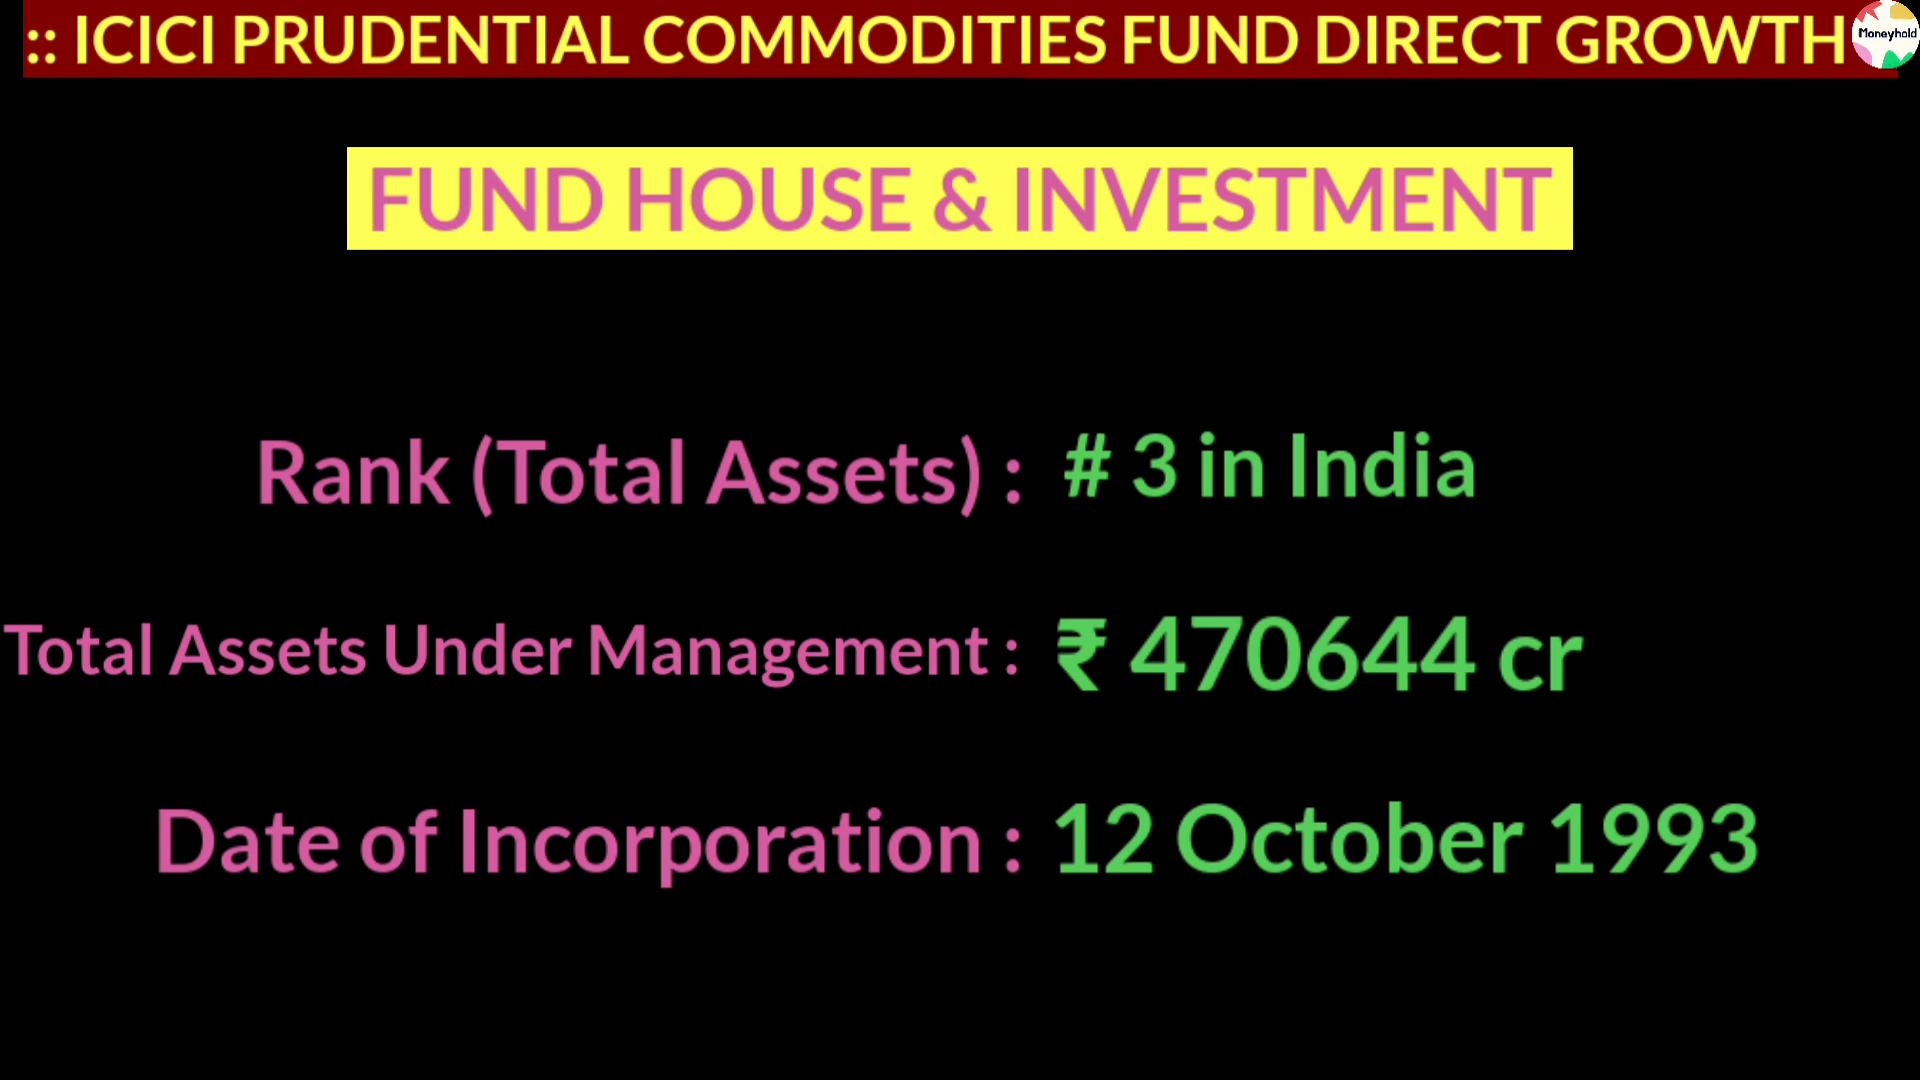 :: ICICI PRUDENTIAL COMMODITIES FUND DIRECT GROWTH
Moneyhold
FUND HOUSE & INVESTMENT
Rank (Total Assets) : # 3 in India
Total Assets Under Management : ₹ 470644 cr
Date of Incorporation : 12 October 1993